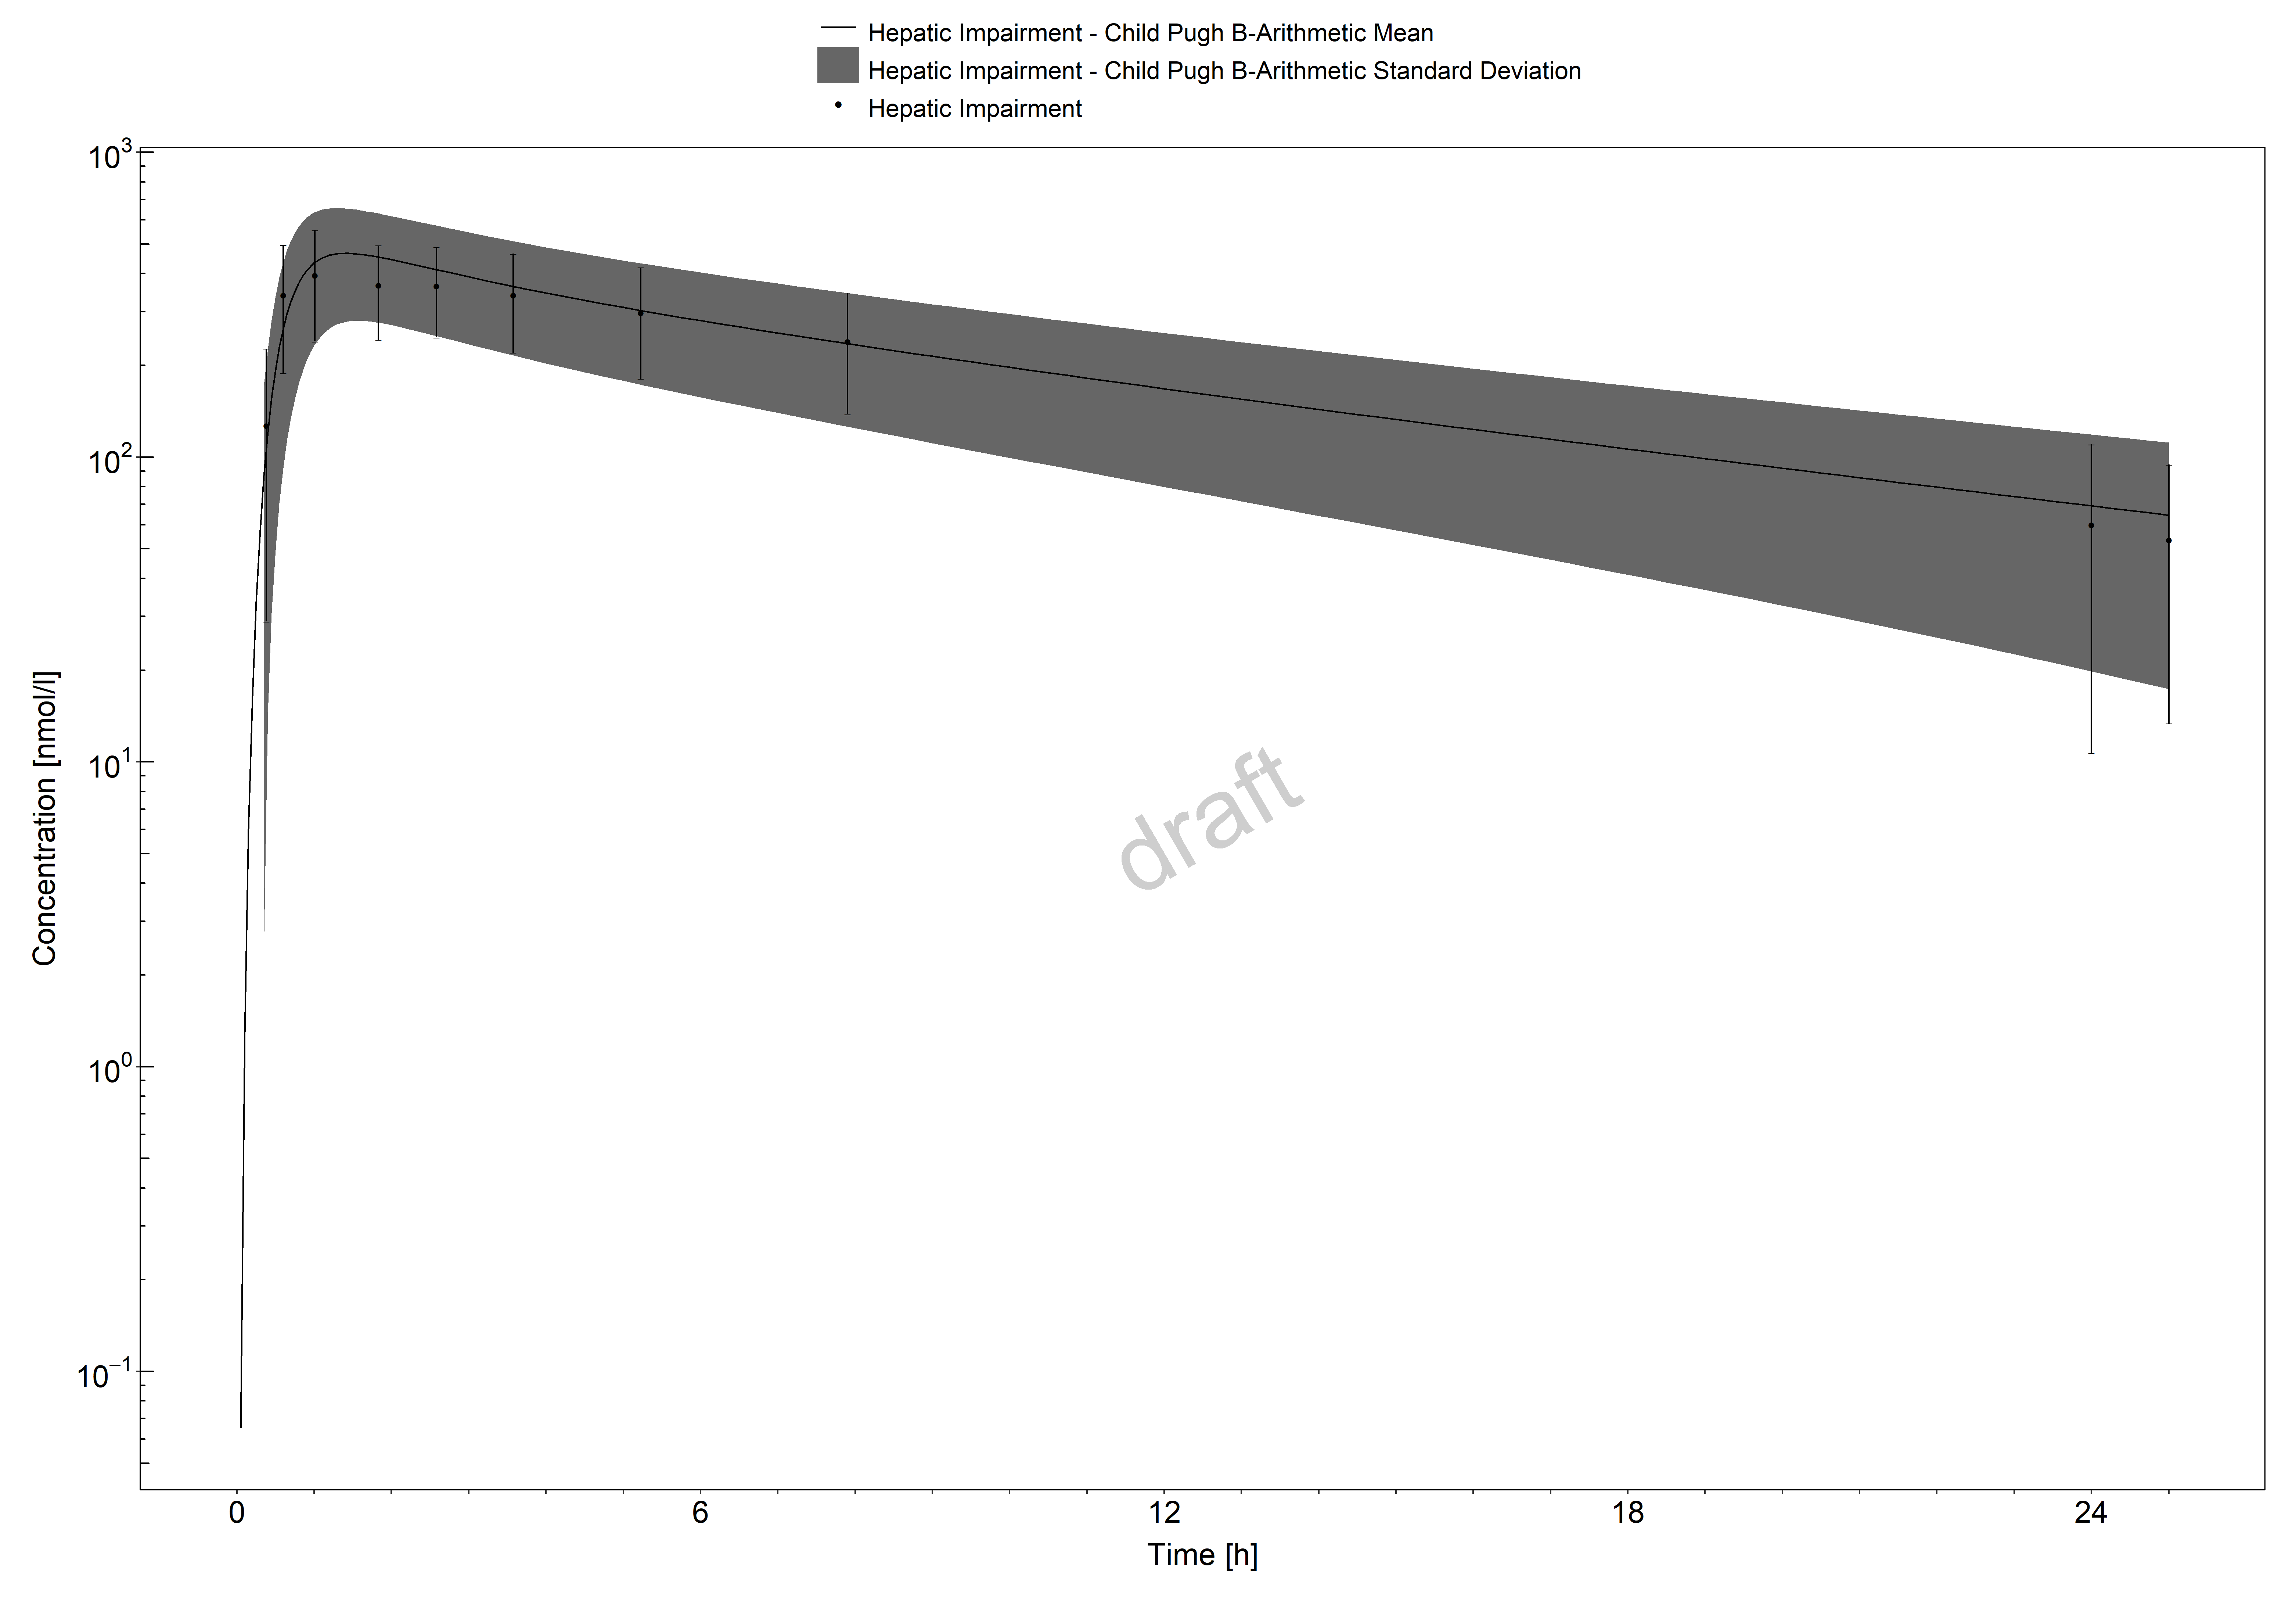 Hepatic Impairment - Child Pugh B-Arithmetic Mean
Hepatic Impairment - Child Pugh B-Arithmetic Standard Deviation
Hepatic Impairment
10³
10²
10¹
10⁰
10⁻¹
Concentration [nmol/l]
draft
0 6 12 18 24
Time [h]